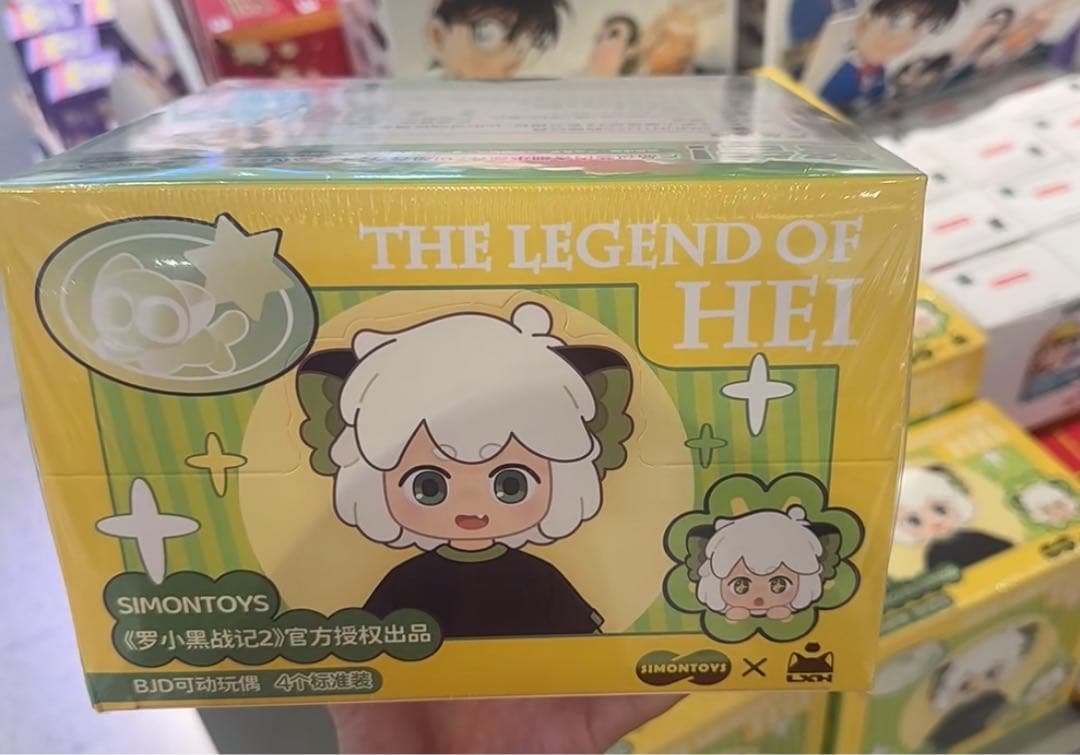 THE LEGEND OF
HEI
SIMONTOYS
《罗小黑战记2》官方授权出品
BJD可动玩偶 4个标准装
SIMONTOYS × LXH